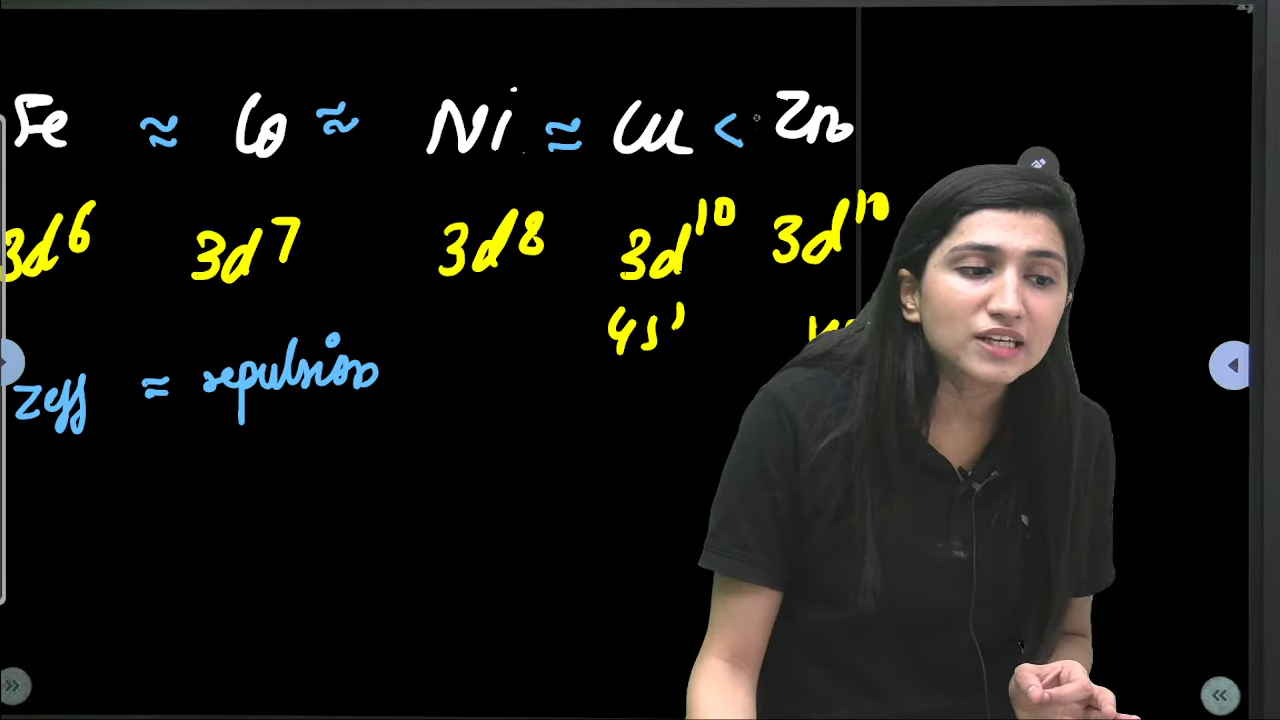 Fe ≈ Co ≈ Ni ≈ Cu < Zn
3d⁶ 3d⁷ 3d⁸ 3d¹⁰ 3d¹⁰
4s¹
Zeff ≈ repulsion